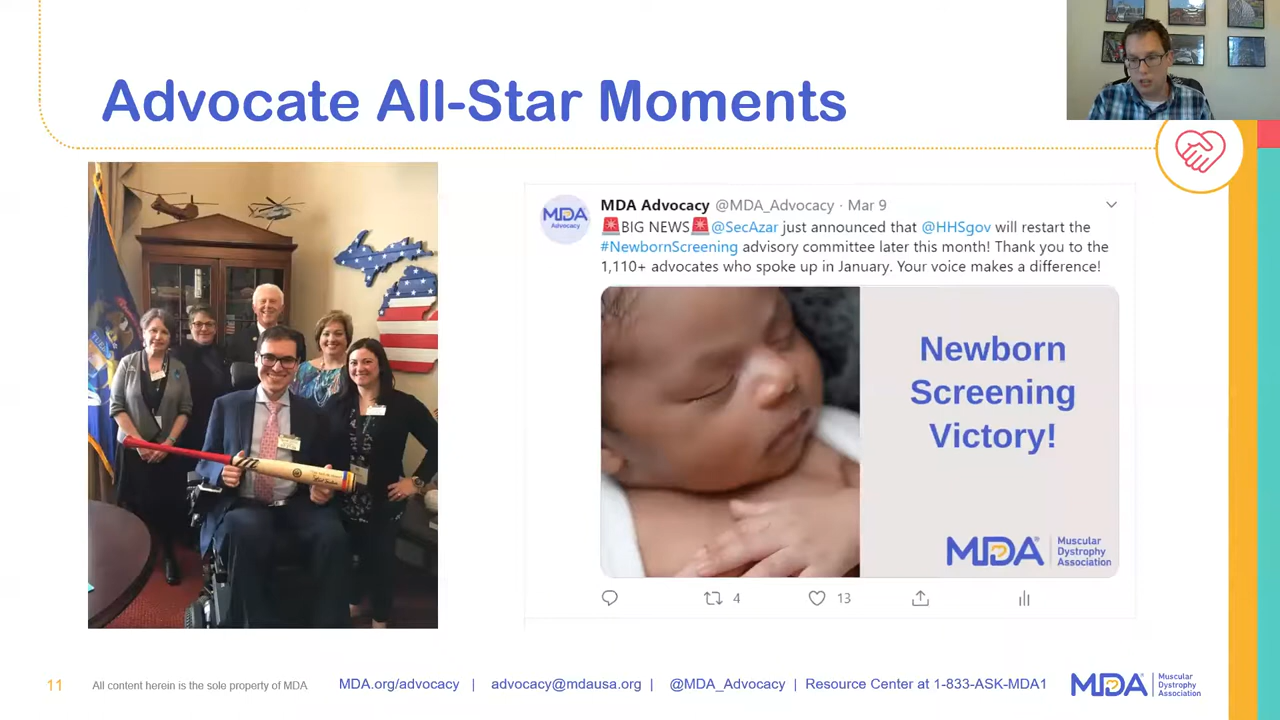 Advocate All-Star Moments
MDA Advocacy @MDA_Advocacy · Mar 9
🚨BIG NEWS🚨@SecAzar just announced that @HHSgov will restart the
#NewbornScreening advisory committee later this month! Thank you to the
1,110+ advocates who spoke up in January. Your voice makes a difference!
MDA
Advocacy
Newborn
Screening
Victory!
MDA® Muscular
Dystrophy
Association
4 13
11 All content herein is the sole property of MDA MDA.org/advocacy | advocacy@mdausa.org | @MDA_Advocacy | Resource Center at 1-833-ASK-MDA1
MDA Muscular
Dystrophy
Association